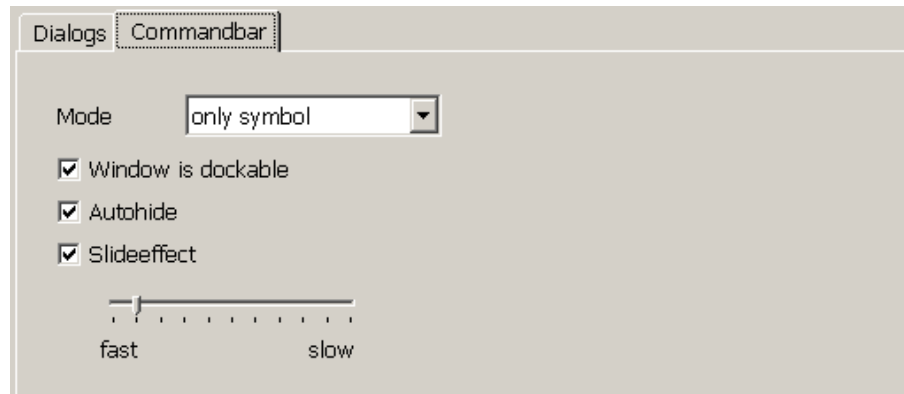 Dialogs Commandbar
Mode only symbol
Window is dockable
Autohide
Slideeffect
fast slow